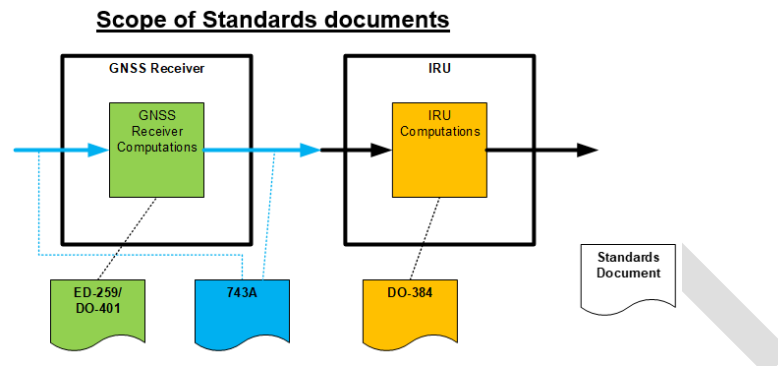 Scope of Standards documents
GNSS Receiver
IRU
GNSS
Receiver
Computations
IRU
Computations
ED-259/
DO-401
743A
DO-384
Standards
Document